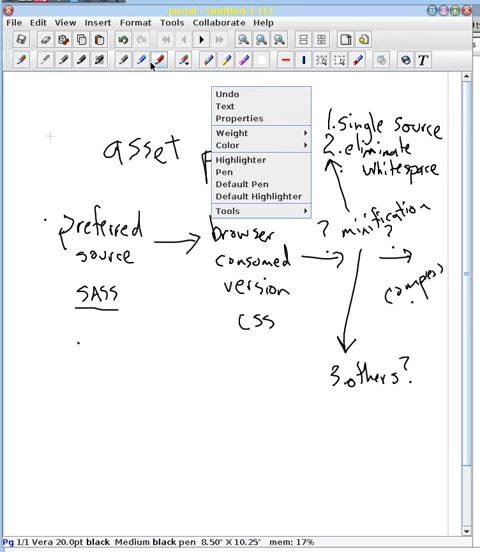 Jarnal - Untitled 1 (1)
File Edit View Insert Format Tools Collaborate Help
Undo
Text
Properties
Weight
Color
Highlighter
Pen
Default Pen
Default Highlighter
Tools
asset
1. single source
2. eliminate
whitespace
preferred
source
SASS
browser
consumed
version
CSS
? minification
?
compress
3. others?
Pg 1/1 Vera 20.0pt black Medium black pen 8.50" X 10.25" mem: 17%